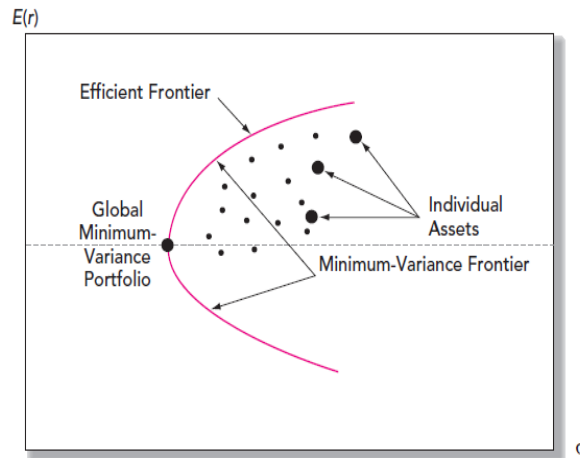 E(r)
Efficient Frontier
Global
Minimum-
Variance
Portfolio
Individual
Assets
Minimum-Variance Frontier